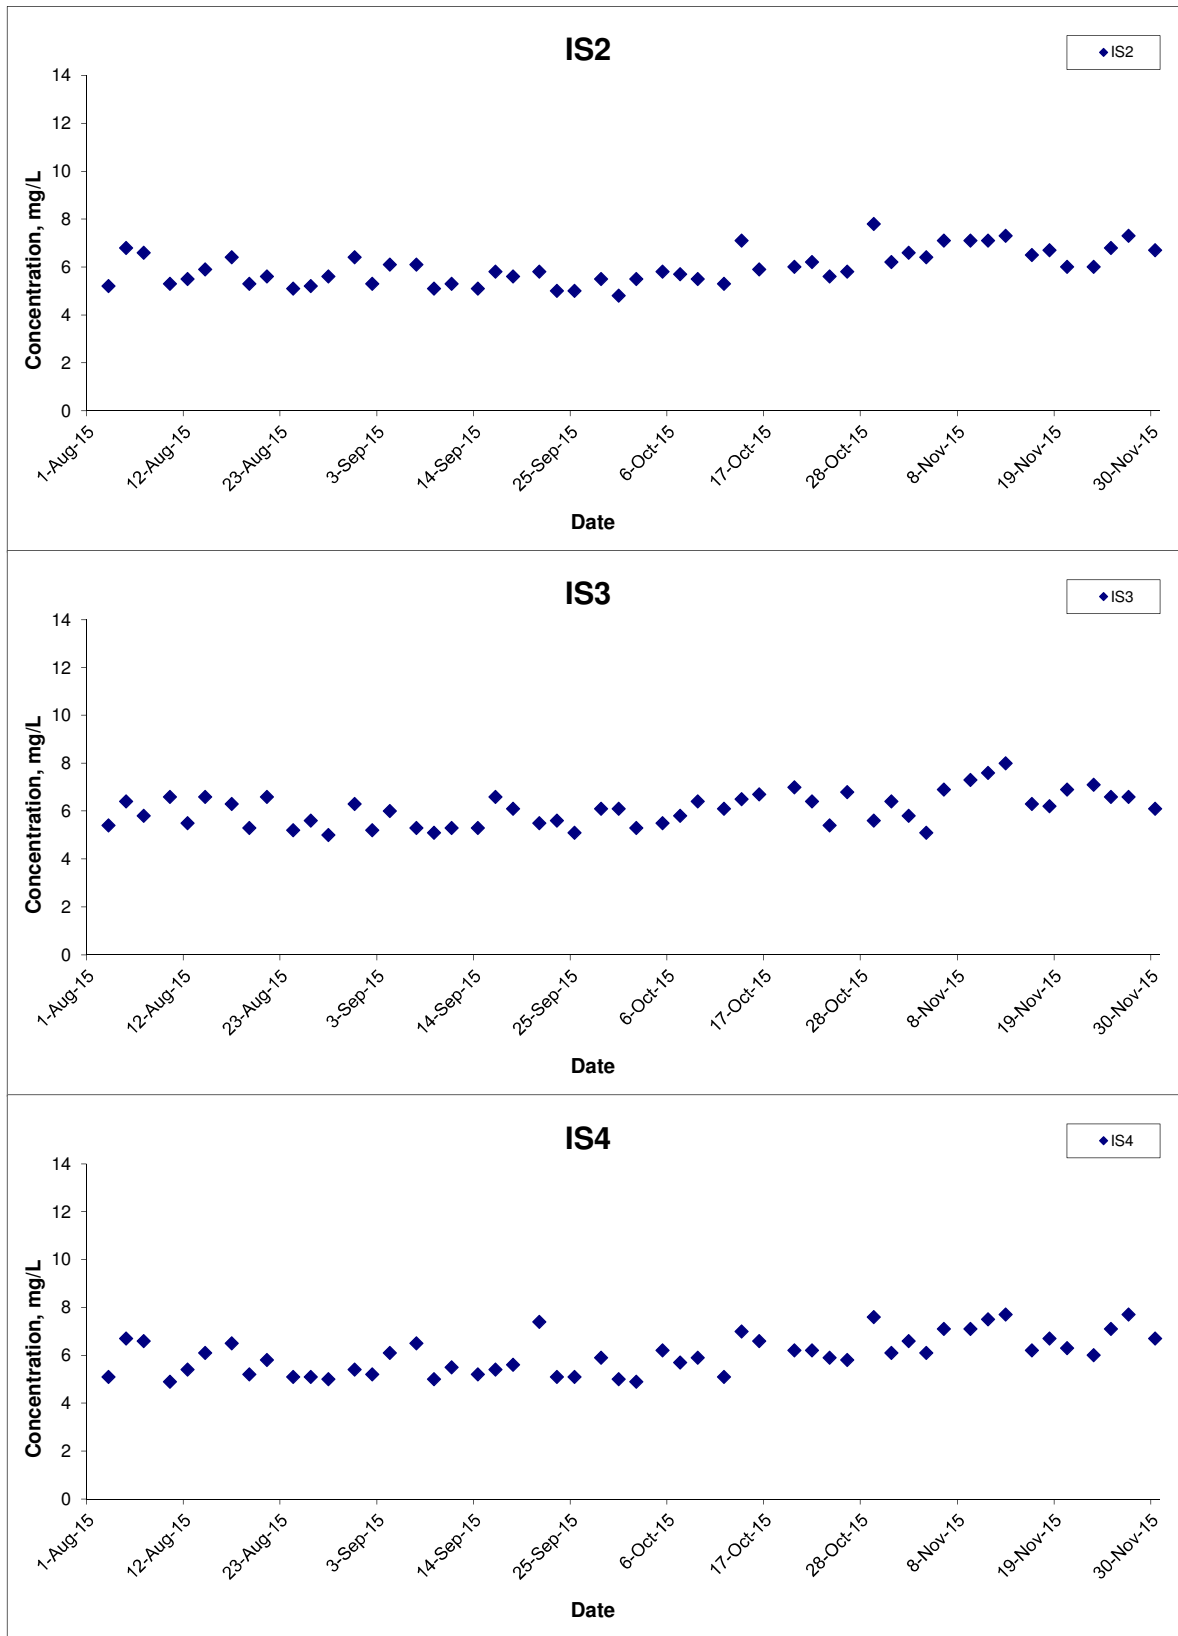 IS2
IS2
14
12
10
8
6
4
2
0
Concentration, mg/L
1-Aug-15
12-Aug-15
23-Aug-15
3-Sep-15
14-Sep-15
25-Sep-15
6-Oct-15
17-Oct-15
28-Oct-15
8-Nov-15
19-Nov-15
30-Nov-15
Date
IS3
IS3
14
12
10
8
6
4
2
0
Concentration, mg/L
1-Aug-15
12-Aug-15
23-Aug-15
3-Sep-15
14-Sep-15
25-Sep-15
6-Oct-15
17-Oct-15
28-Oct-15
8-Nov-15
19-Nov-15
30-Nov-15
Date
IS4
IS4
14
12
10
8
6
4
2
0
Concentration, mg/L
1-Aug-15
12-Aug-15
23-Aug-15
3-Sep-15
14-Sep-15
25-Sep-15
6-Oct-15
17-Oct-15
28-Oct-15
8-Nov-15
19-Nov-15
30-Nov-15
Date